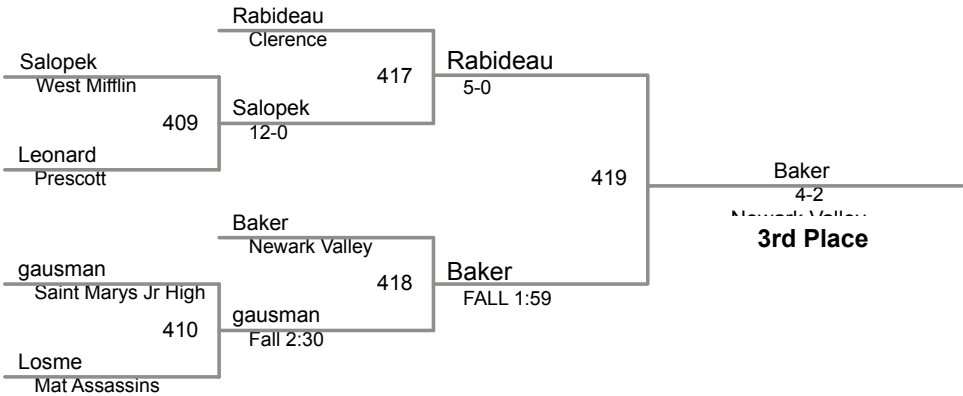 Rabideau
Clerence
Salopek
West Mifflin
417
Rabideau
5-0
409
Salopek
12-0
Leonard
Prescott
419
Baker
4-2
Newark Valley
3rd Place
Baker
Newark Valley
gausman
Saint Marys Jr High
418
Baker
FALL 1:59
410
gausman
Fall 2:30
Losme
Mat Assassins